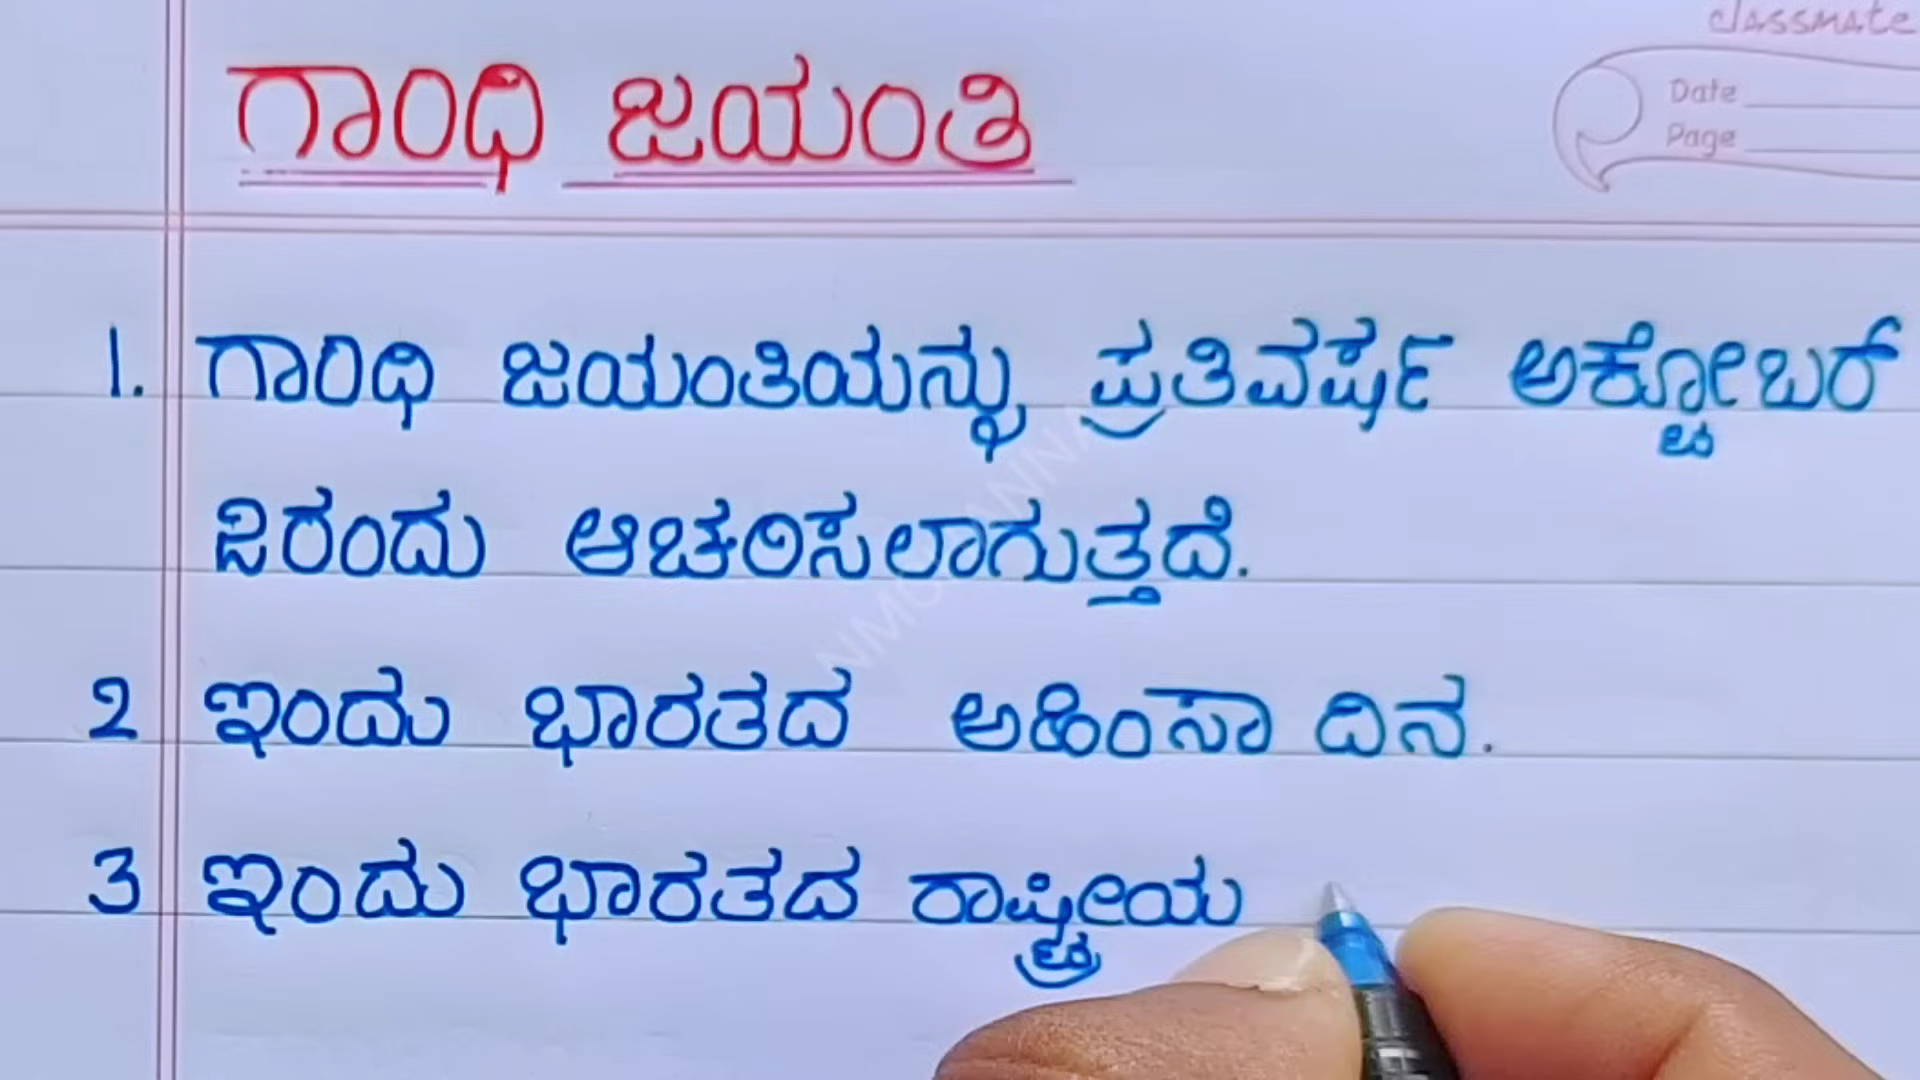 classmate
Date
Page
ಗಾಂಧಿ ಜಯಂತಿ
1. ಗಾಂಧಿ ಜಯಂತಿಯನ್ನು ಪ್ರತಿವರ್ಷ ಅಕ್ಟೋಬರ್
2ರಂದು ಆಚರಿಸಲಾಗುತ್ತದೆ.
2 ಇಂದು ಭಾರತದ ಅಹಿಂಸಾ ದಿನ.
3 ಇಂದು ಭಾರತದ ರಾಷ್ಟ್ರೀಯ